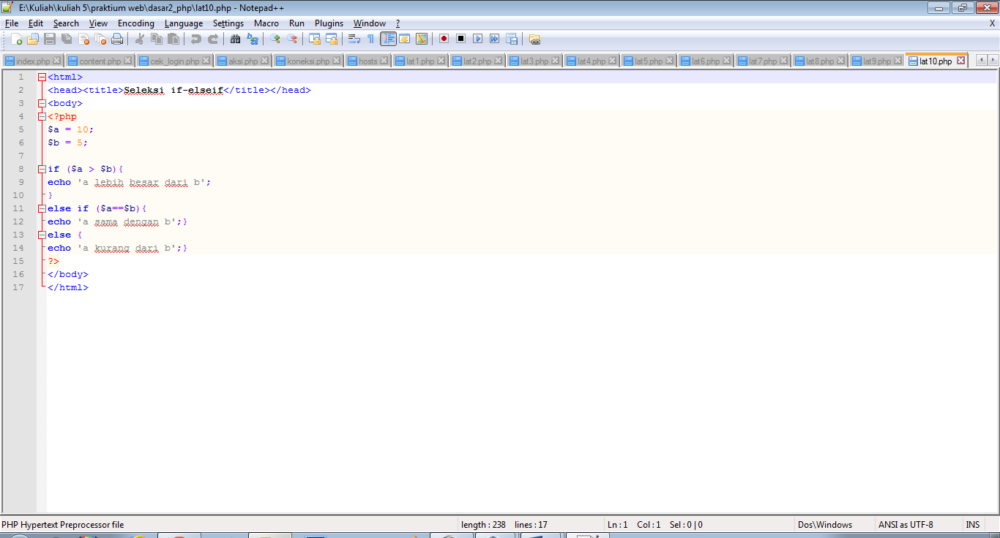 E:\Kuliah\kuliah 5\praktium web\dasar2_php\lat10.php - Notepad++
File Edit Search View Encoding Language Settings Macro Run Plugins Window ? X
index.php content.php cek_login.php aksi.php koneksi.php hosts lat1.php lat2.php lat3.php lat4.php lat5.php lat6.php lat7.php lat8.php lat9.php lat10.php
1 <html>
2 <head><title>Seleksi if-elseif</title></head>
3 <body>
4 <?php
5 $a = 10;
6 $b = 5;
7
8 if ($a > $b){
9 echo 'a lebih besar dari b';
10 }
11 else if ($a==$b){
12 echo 'a sama dengan b';}
13 else {
14 echo 'a kurang dari b';}
15 ?>
16 </body>
17 </html>
PHP Hypertext Preprocessor file length : 238 lines : 17 Ln : 1 Col : 1 Sel : 0 | 0 Dos\Windows ANSI as UTF-8 INS